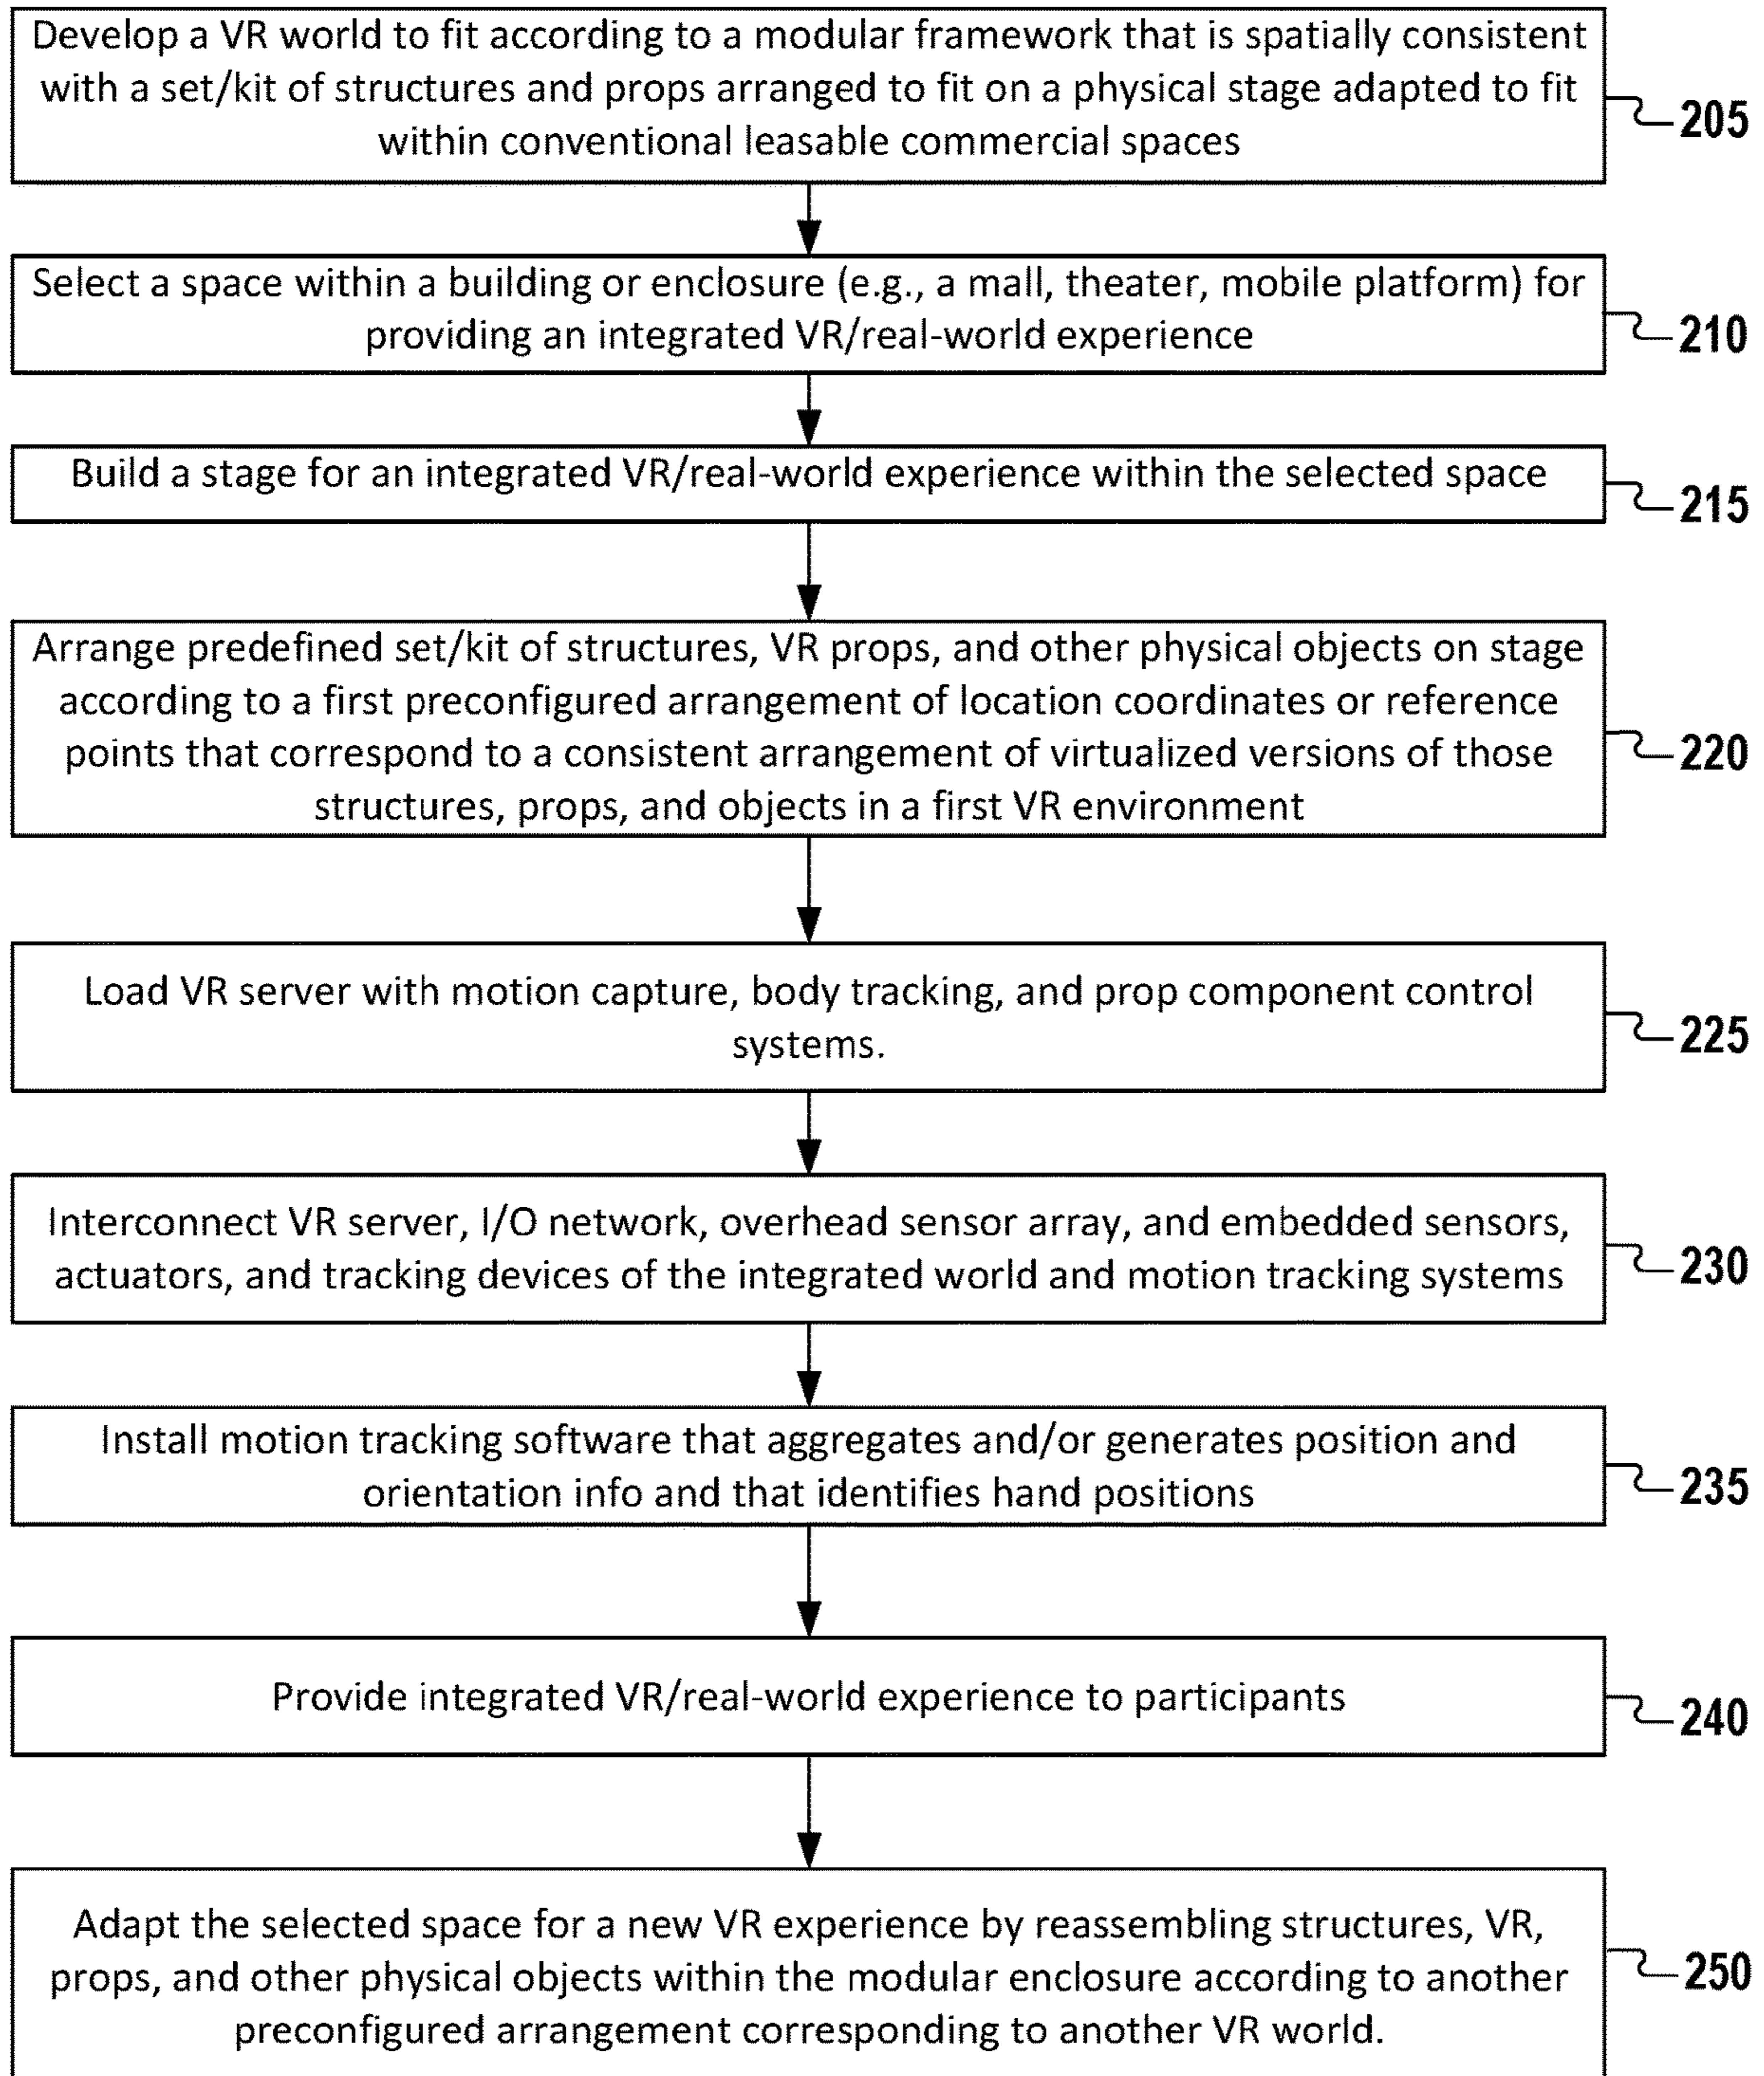 Develop a VR world to fit according to a modular framework that is spatially consistent
with a set/kit of structures and props arranged to fit on a physical stage adapted to fit
within conventional leasable commercial spaces
205
Select a space within a building or enclosure (e.g., a mall, theater, mobile platform) for
providing an integrated VR/real-world experience
210
Build a stage for an integrated VR/real-world experience within the selected space
215
Arrange predefined set/kit of structures, VR props, and other physical objects on stage
according to a first preconfigured arrangement of location coordinates or reference
points that correspond to a consistent arrangement of virtualized versions of those
structures, props, and objects in a first VR environment
220
Load VR server with motion capture, body tracking, and prop component control
systems.
225
Interconnect VR server, I/O network, overhead sensor array, and embedded sensors,
actuators, and tracking devices of the integrated world and motion tracking systems
230
Install motion tracking software that aggregates and/or generates position and
orientation info and that identifies hand positions
235
Provide integrated VR/real-world experience to participants
240
Adapt the selected space for a new VR experience by reassembling structures, VR,
props, and other physical objects within the modular enclosure according to another
preconfigured arrangement corresponding to another VR world.
250